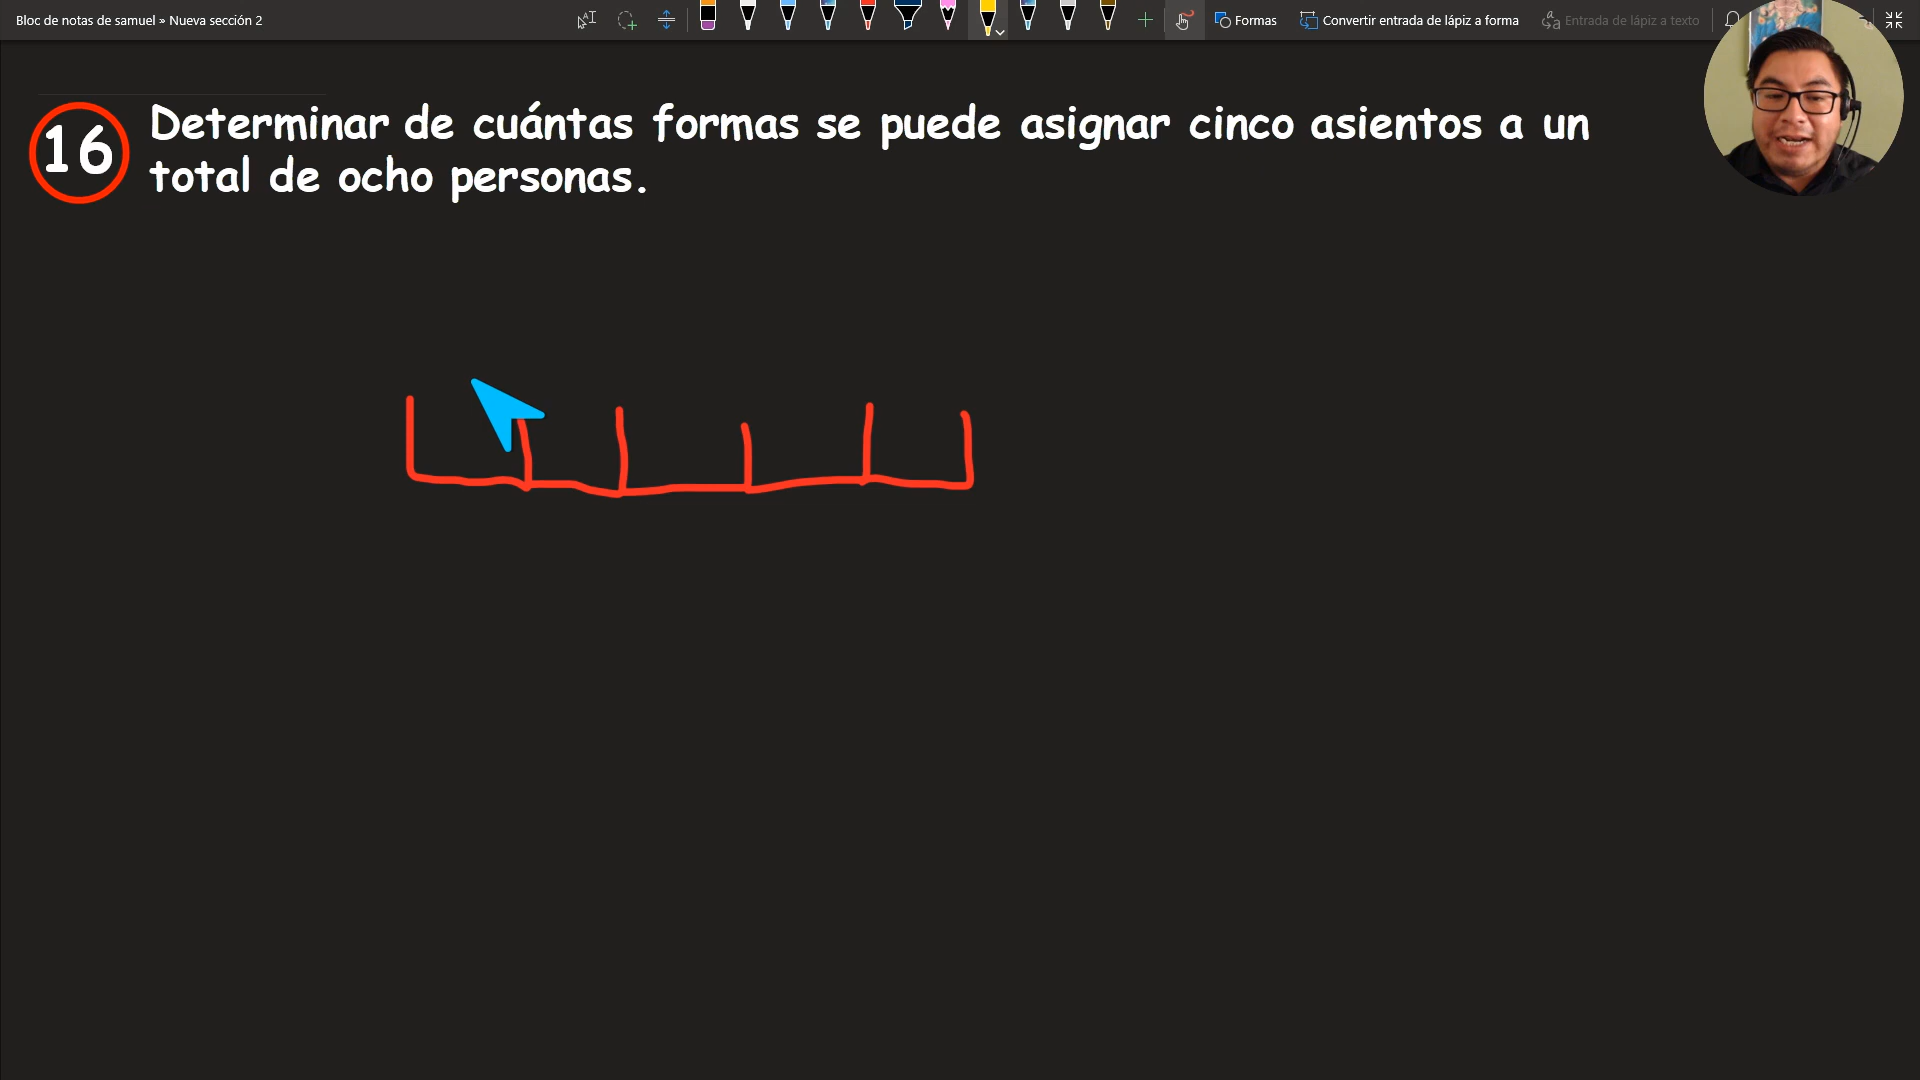 Bloc de notas de samuel » Nueva sección 2
Formas
Convertir entrada de lápiz a forma
Entrada de lápiz a texto
16
Determinar de cuántas formas se puede asignar cinco asientos a un
total de ocho personas.